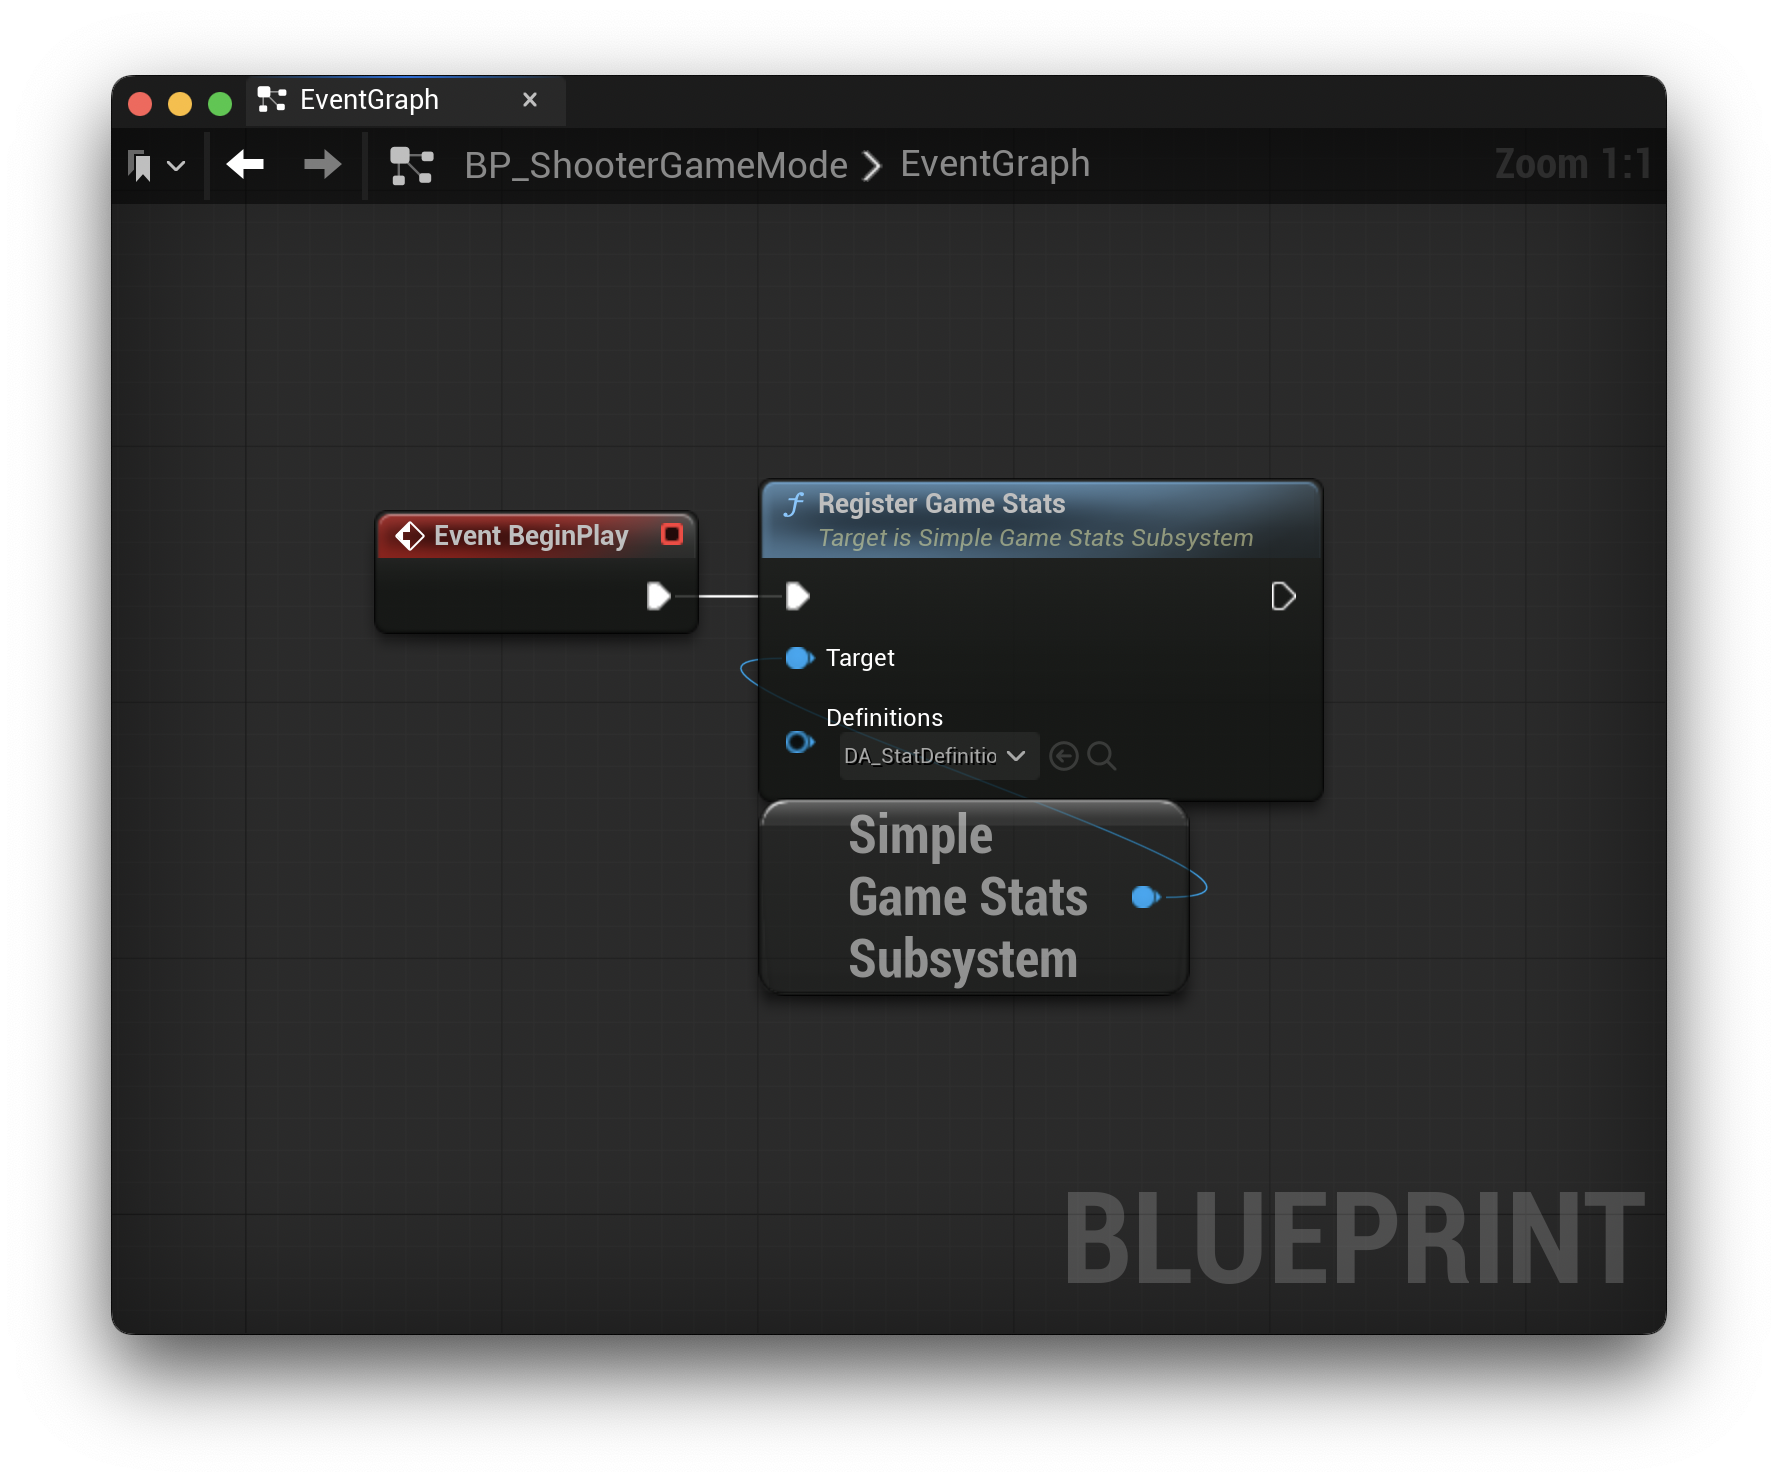 EventGraph
BP_ShooterGameMode
EventGraph
Zoom 1:1
Register Game Stats
Target is Simple Game Stats Subsystem
Event BeginPlay
Target
Definitions
DA_StatDefinitio
Simple
Game Stats
Subsystem
BLUEPRINT